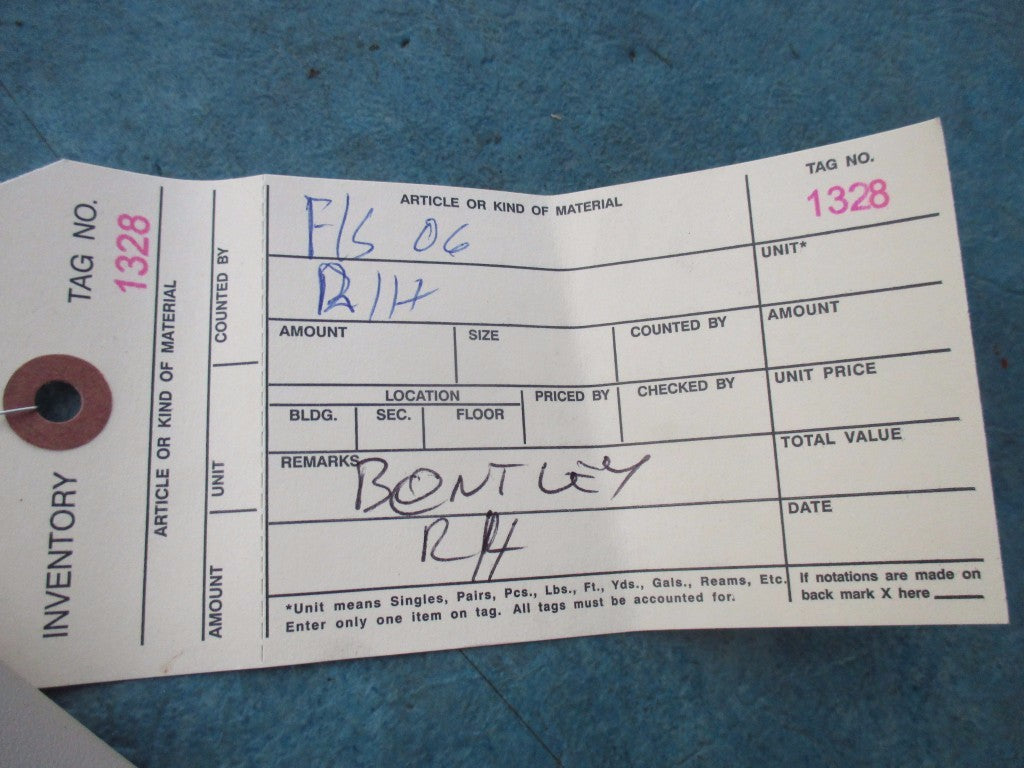 INVENTORY TAG NO. 1328
ARTICLE OR KIND OF MATERIAL
AMOUNT UNIT COUNTED BY
ARTICLE OR KIND OF MATERIAL
F/S 06
R/H
TAG NO.
1328
UNIT*
AMOUNT SIZE COUNTED BY AMOUNT
LOCATION PRICED BY CHECKED BY UNIT PRICE
BLDG. SEC. FLOOR
REMARKS BONTLEY TOTAL VALUE
R/H DATE
*Unit means Singles, Pairs, Pcs., Lbs., Ft., Yds., Gals., Reams, Etc.
Enter only one item on tag. All tags must be accounted for.
If notations are made on
back mark X here